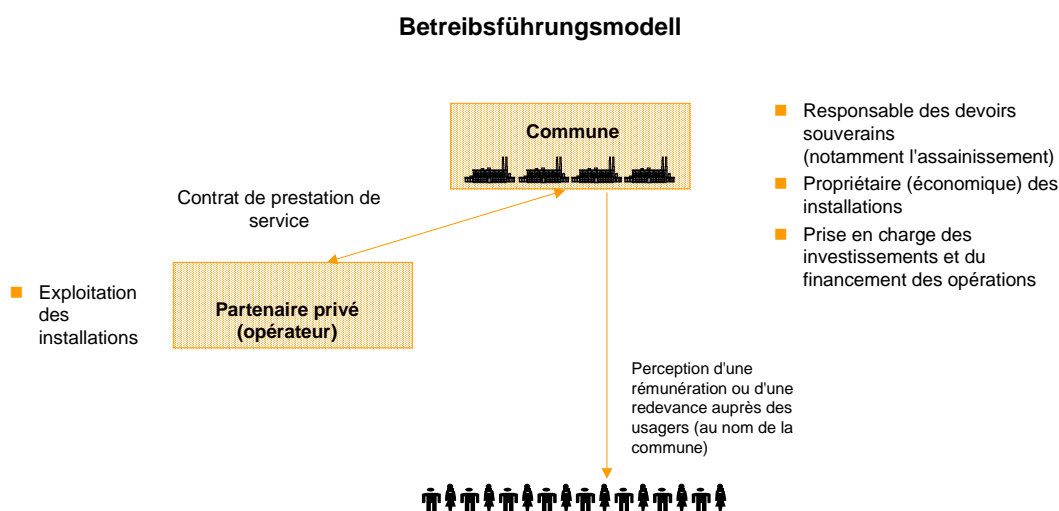 Betreibsführungsmodell
Commune
Responsable des devoirs
souverains
(notamment l'assainissement)
Propriétaire (économique) des
installations
Prise en charge des
investissements et du
financement des opérations
Contrat de prestation de
service
Exploitation
des
installations
Partenaire privé
(opérateur)
Perception d'une
rémunération ou d'une
redevance auprès des
usagers (au nom de la
commune)